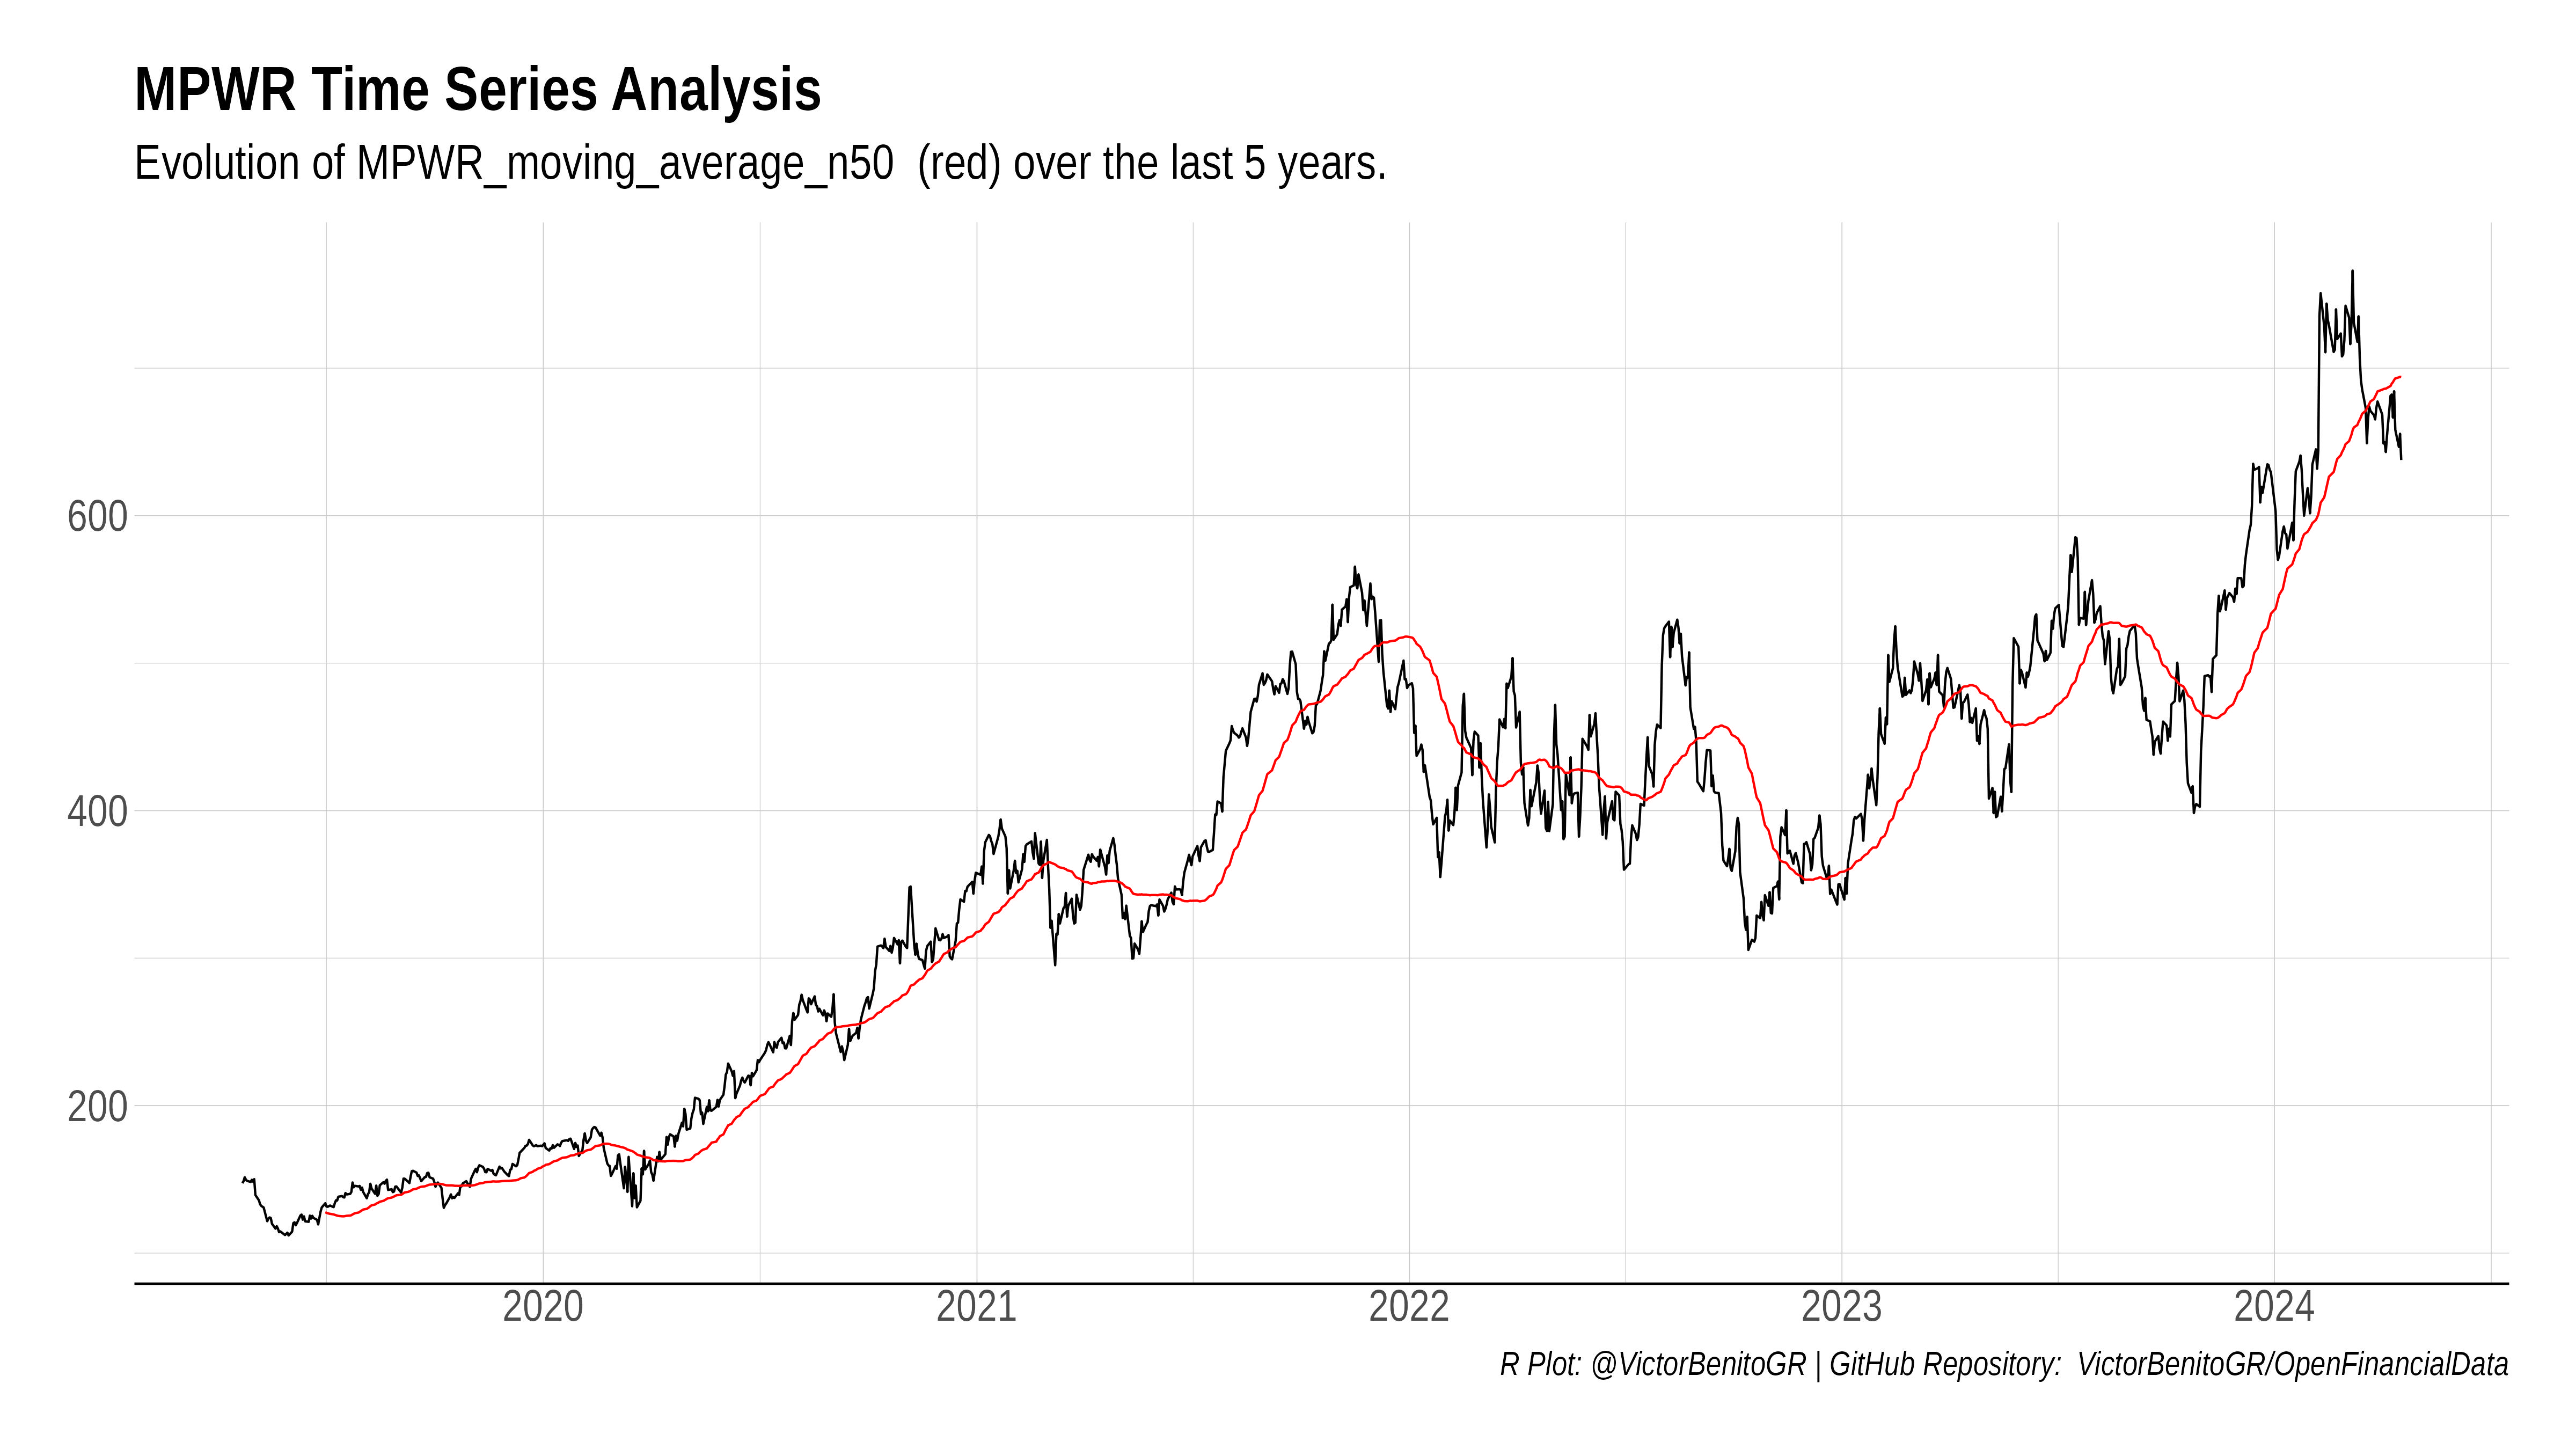 MPWR Time Series Analysis
Evolution of MPWR_moving_average_n50  (red) over the last 5 years.
600
400
200
2020 2021 2022 2023 2024
R Plot: @VictorBenitoGR | GitHub Repository:  VictorBenitoGR/OpenFinancialData